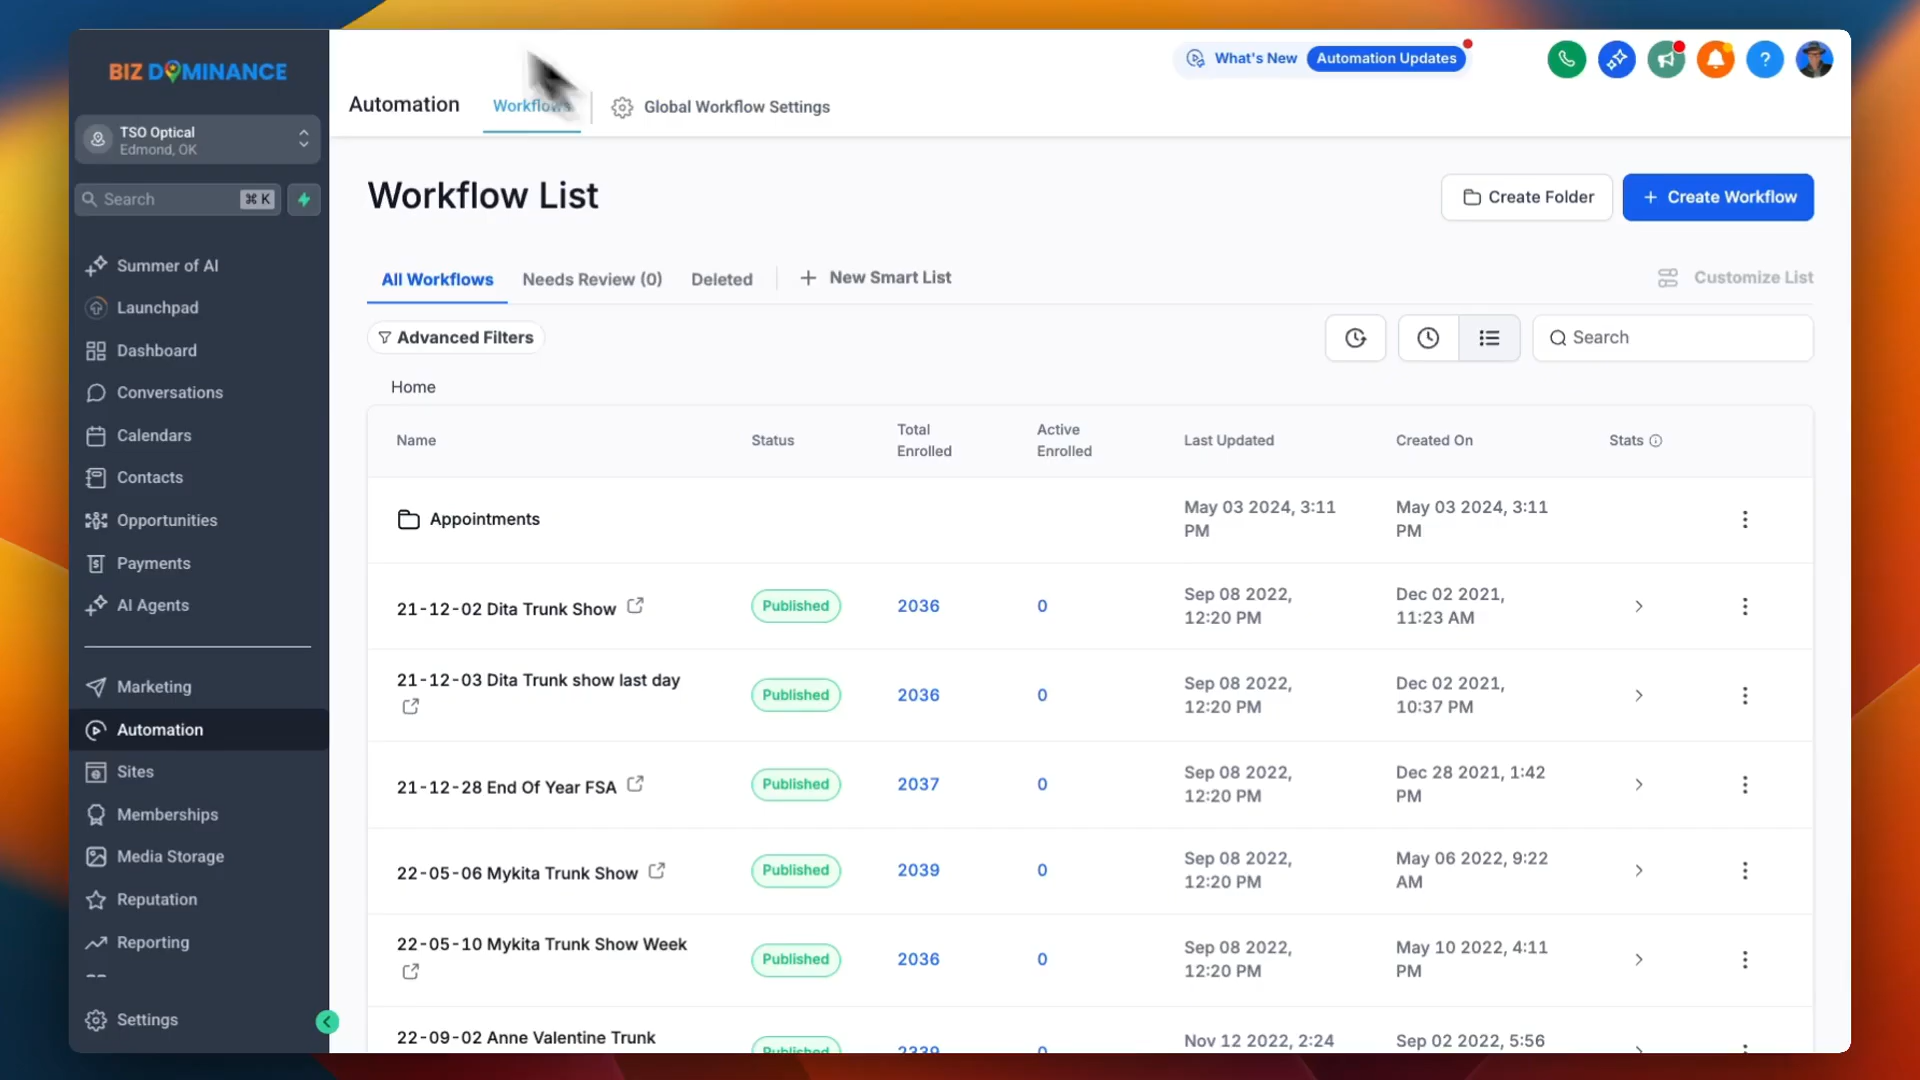 BIZ DOMINANCE
TSO Optical
Edmond, OK
Search
⌘ K
Summer of AI
Launchpad
Dashboard
Conversations
Calendars
Contacts
Opportunities
Payments
AI Agents
Marketing
Automation
Sites
Memberships
Media Storage
Reputation
Reporting
Settings
What's New
Automation Updates
Automation
Workflows
Global Workflow Settings
Workflow List
Create Folder
+ Create Workflow
All Workflows
Needs Review (0)
Deleted
+ New Smart List
Customize List
Advanced Filters
Search
Home
Name
Status
Total
Enrolled
Active
Enrolled
Last Updated
Created On
Stats
Appointments
May 03 2024, 3:11
PM
May 03 2024, 3:11
PM
21-12-02 Dita Trunk Show
Published
2036
0
Sep 08 2022,
12:20 PM
Dec 02 2021,
11:23 AM
21-12-03 Dita Trunk show last day
Published
2036
0
Sep 08 2022,
12:20 PM
Dec 02 2021,
10:37 PM
21-12-28 End Of Year FSA
Published
2037
0
Sep 08 2022,
12:20 PM
Dec 28 2021, 1:42
PM
22-05-06 Mykita Trunk Show
Published
2039
0
Sep 08 2022,
12:20 PM
May 06 2022, 9:22
AM
22-05-10 Mykita Trunk Show Week
Published
2036
0
Sep 08 2022,
12:20 PM
May 10 2022, 4:11
PM
22-09-02 Anne Valentine Trunk
Published
2339
0
Nov 12 2022, 2:24
Sep 02 2022, 5:56